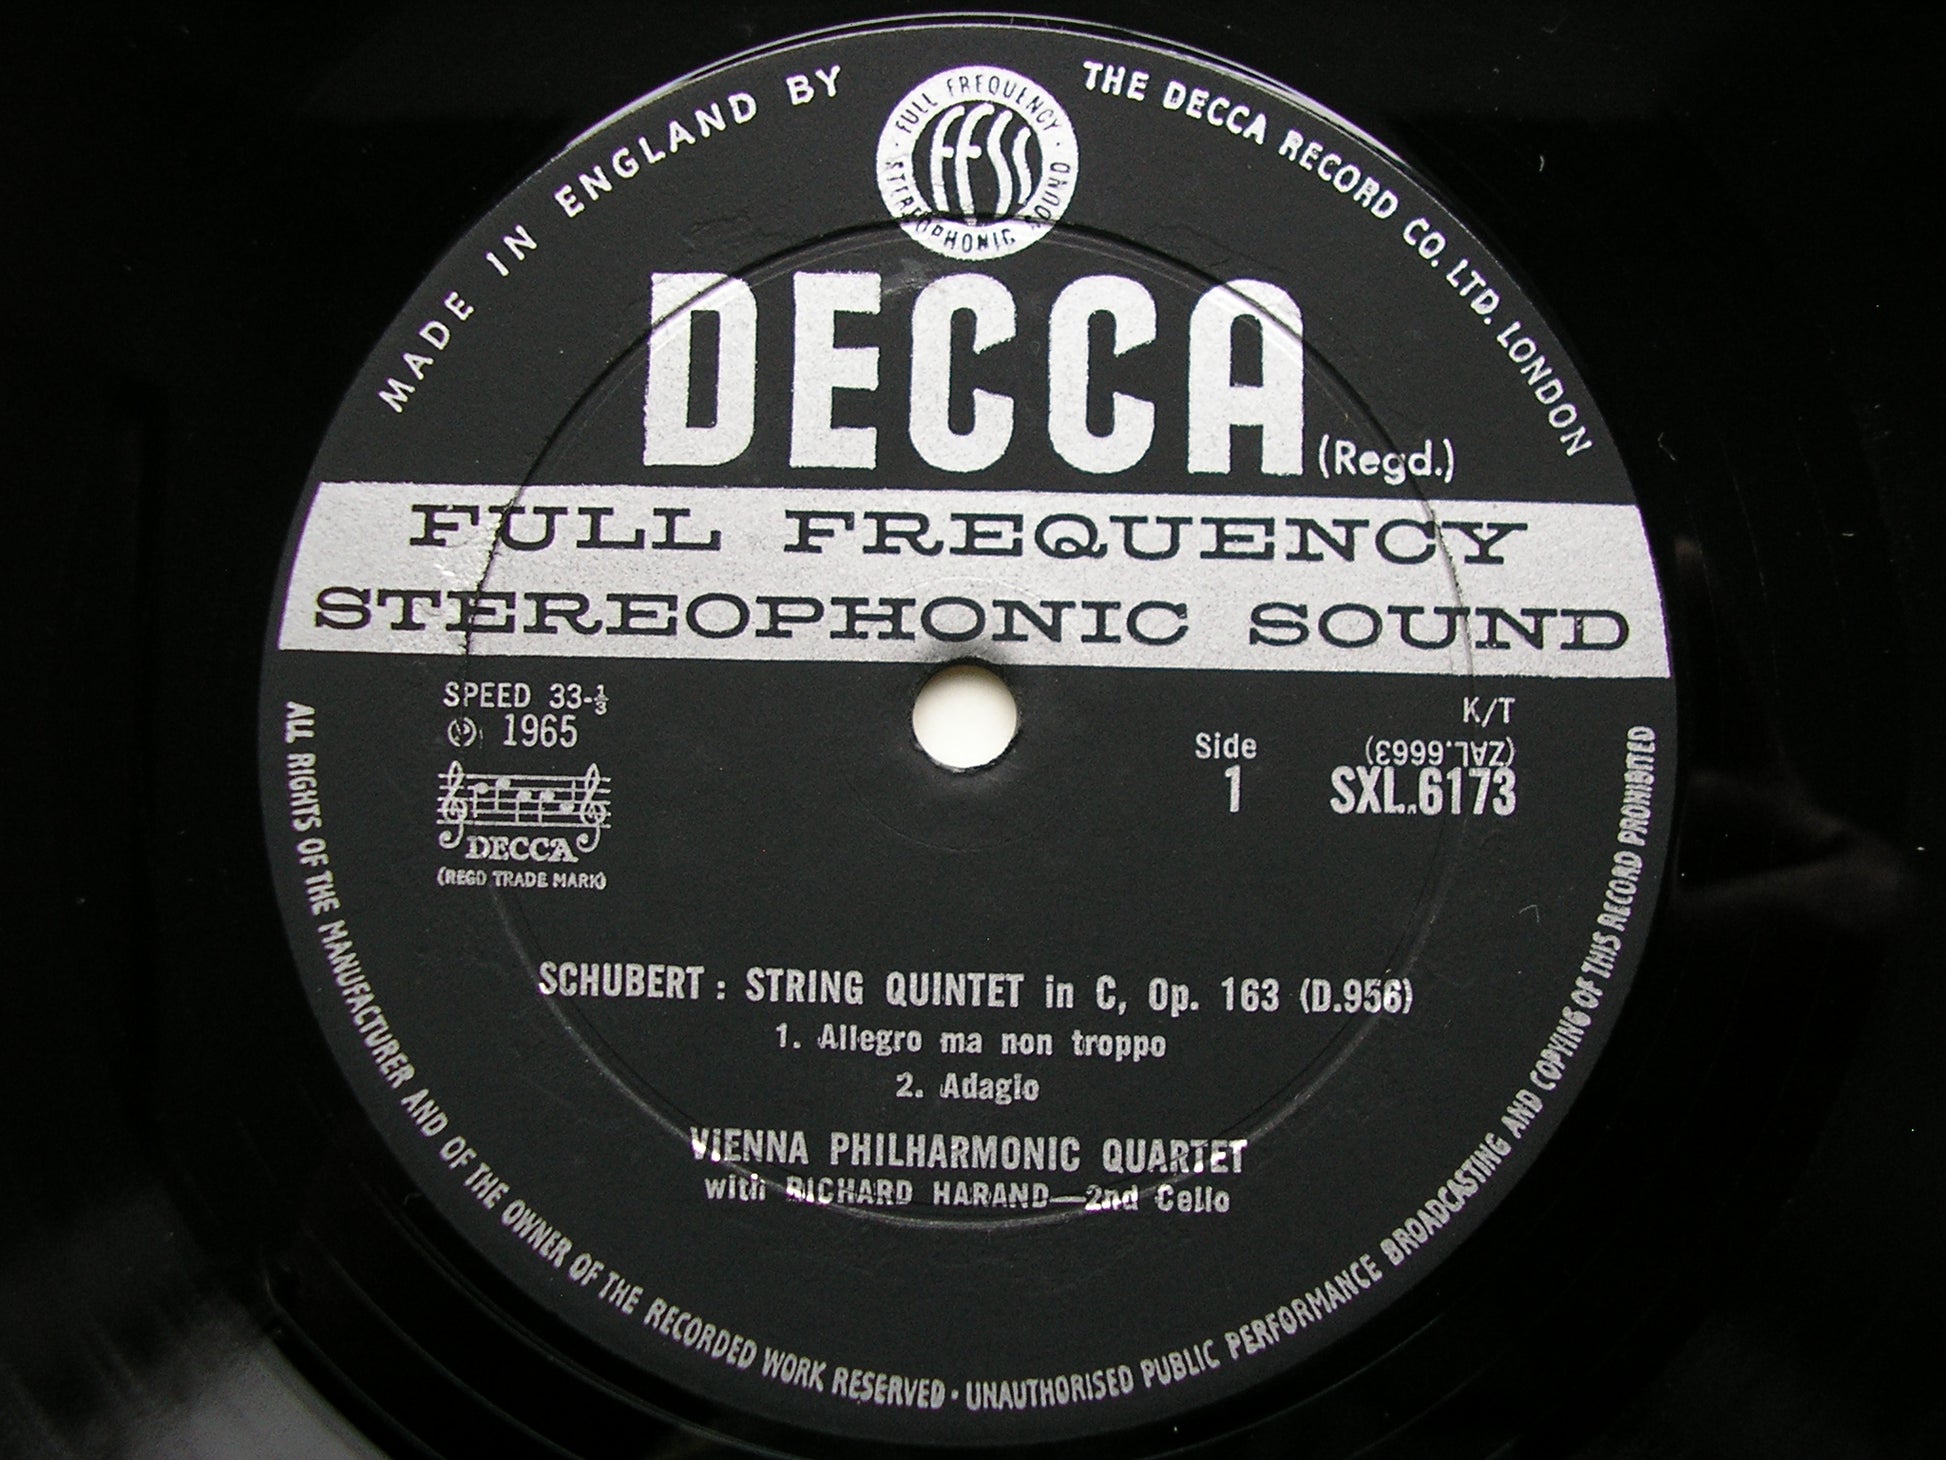 MADE IN ENGLAND BY
THE DECCA RECORD CO. LTD. LONDON
FULL FREQUENCY
STEREOPHONIC SOUND
FFSS
DECCA (Regd.)
FULL FREQUENCY
STEREOPHONIC SOUND
SPEED 33-⅓
Ⓟ 1965
DECCA
(REGD TRADE MARK)
K/T
(ZAL.6663)
Side
1
SXL.6173
SCHUBERT : STRING QUINTET in C, Op. 163 (D.956)
1. Allegro ma non troppo
2. Adagio
VIENNA PHILHARMONIC QUARTET
with RICHARD HARAND—2nd Cello
ALL RIGHTS OF THE MANUFACTURER AND OF THE OWNER OF THE RECORDED WORK RESERVED · UNAUTHORISED PUBLIC PERFORMANCE BROADCASTING AND COPYING OF THIS RECORD PROHIBITED